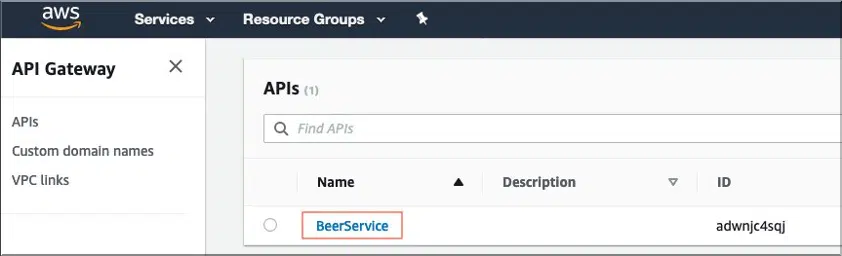 aws Services Resource Groups
API Gateway
APIs
Custom domain names
VPC links
APIs (1)
Find APIs
Name Description ID
BeerService adwnjc4sqj